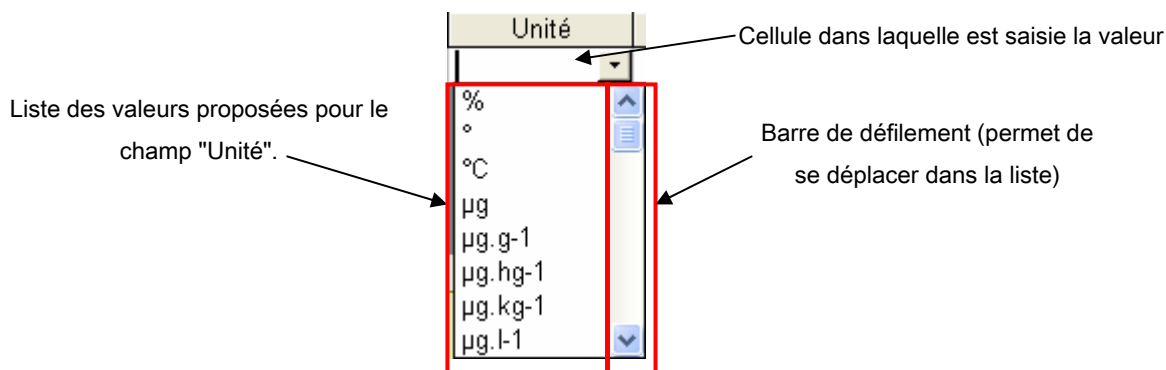 Unité
Cellule dans laquelle est saisie la valeur
Liste des valeurs proposées pour le
champ "Unité".
%
°
°C
µg
µg.g-1
µg.hg-1
µg.kg-1
µg.l-1
Barre de défilement (permet de
se déplacer dans la liste)